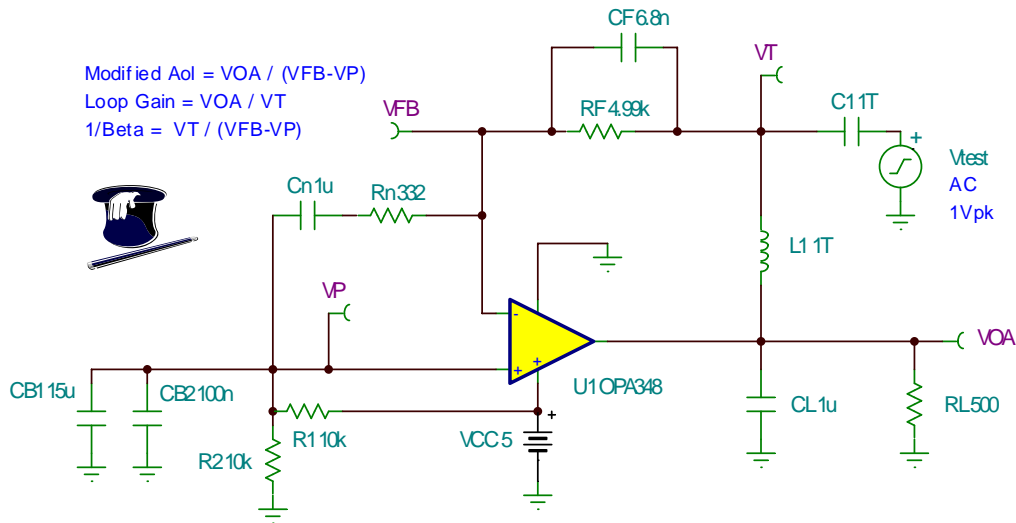 CF 6.8n
VT
Modified Aol = VOA / (VFB-VP)
Loop Gain = VOA / VT
1/Beta = VT / (VFB-VP)
VFB
RF 4.99k
C1 1T
+
Vtest
AC
1Vpk
Cn 1u
Rn 332
L1 1T
VP
-
+
+
U1 OPA348
VOA
CB1 15u
CB2 100n
R1 10k
VCC 5
+
CL 1u
RL 500
R2 10k